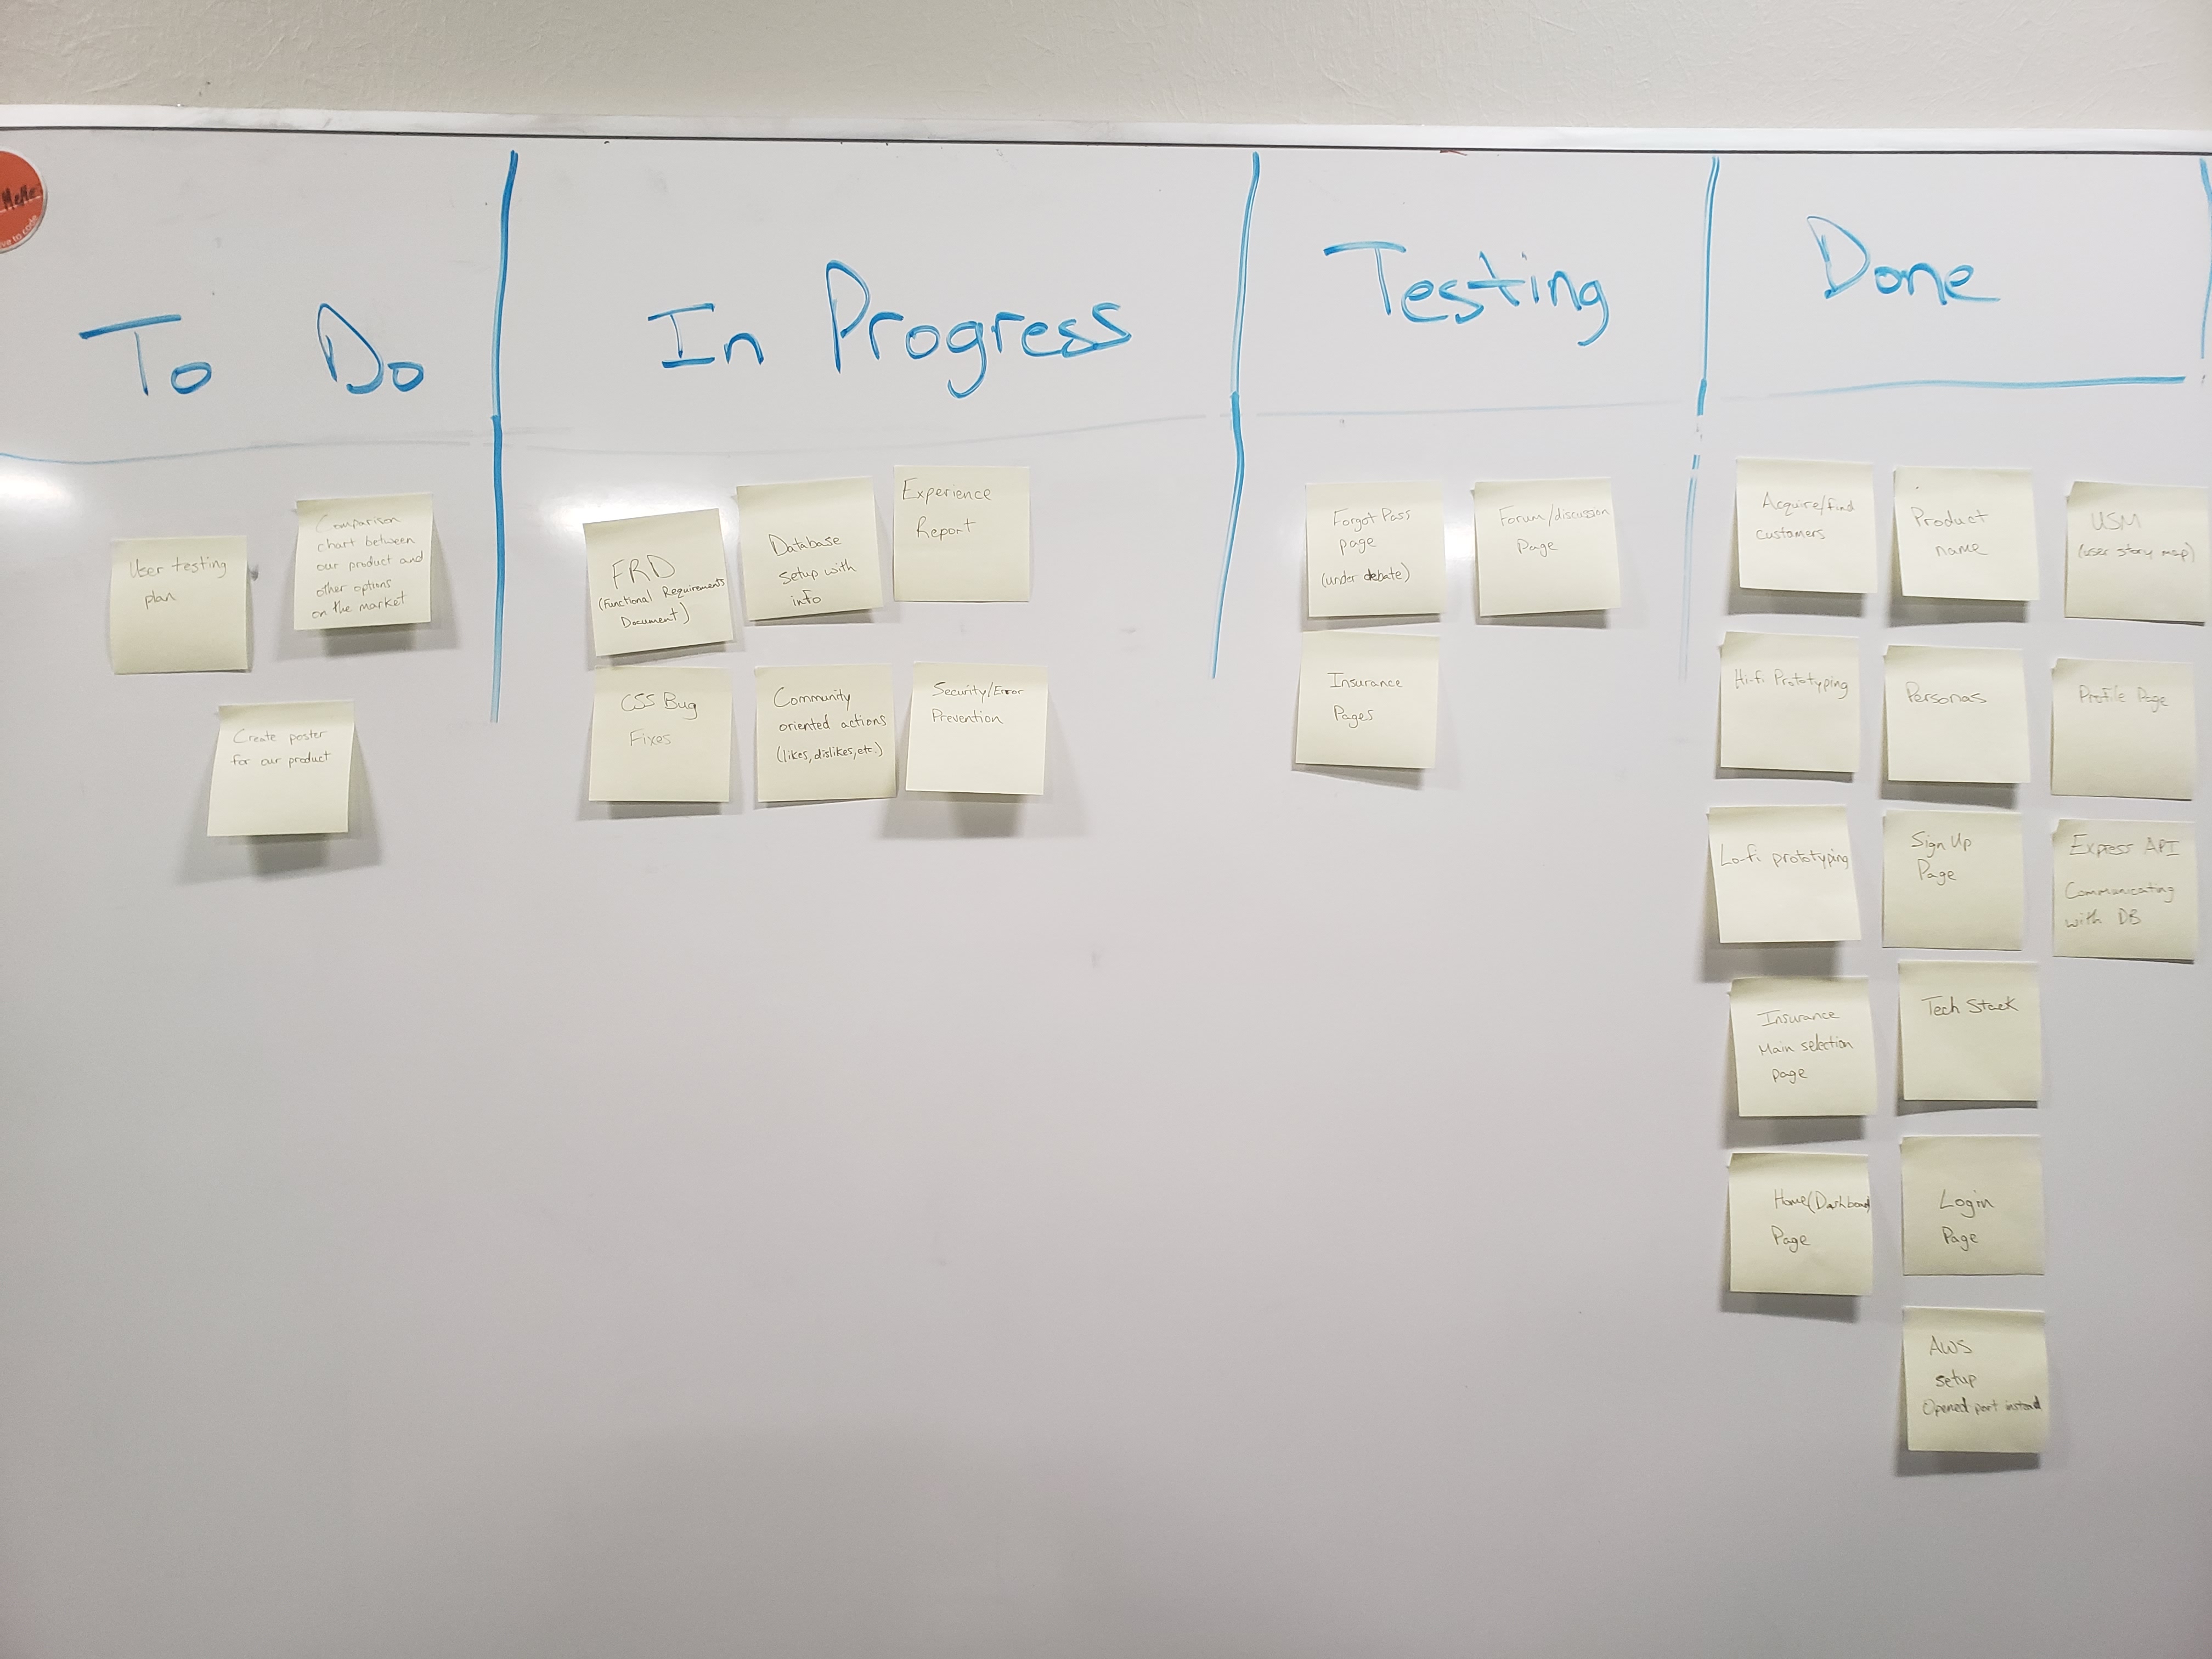 MeMe
ive to code
To Do
In Progress
Testing
Done
User testing
plan
Comparison
chart between
our product and
other options
on the market
Create poster
for our product
FRD
(Functional Requirements
Document)
Database
setup with
info
Experience
Report
CSS Bug
Fixes
Community
oriented actions
(likes, dislikes, etc.)
Security/Error
Prevention
Forgot Pass
page
(under debate)
Forum/discussion
Page
Insurance
Pages
Acquire/find
customers
Product
name
USM
(user story map)
Hi-fi Prototyping
Personas
Profile Page
Lo-fi prototyping
Sign Up
Page
Express API
Communicating
with DB
Insurance
Main selection
page
Tech Stack
Home(Dashboard)
Page
Login
Page
AWS
setup
Opened port instead